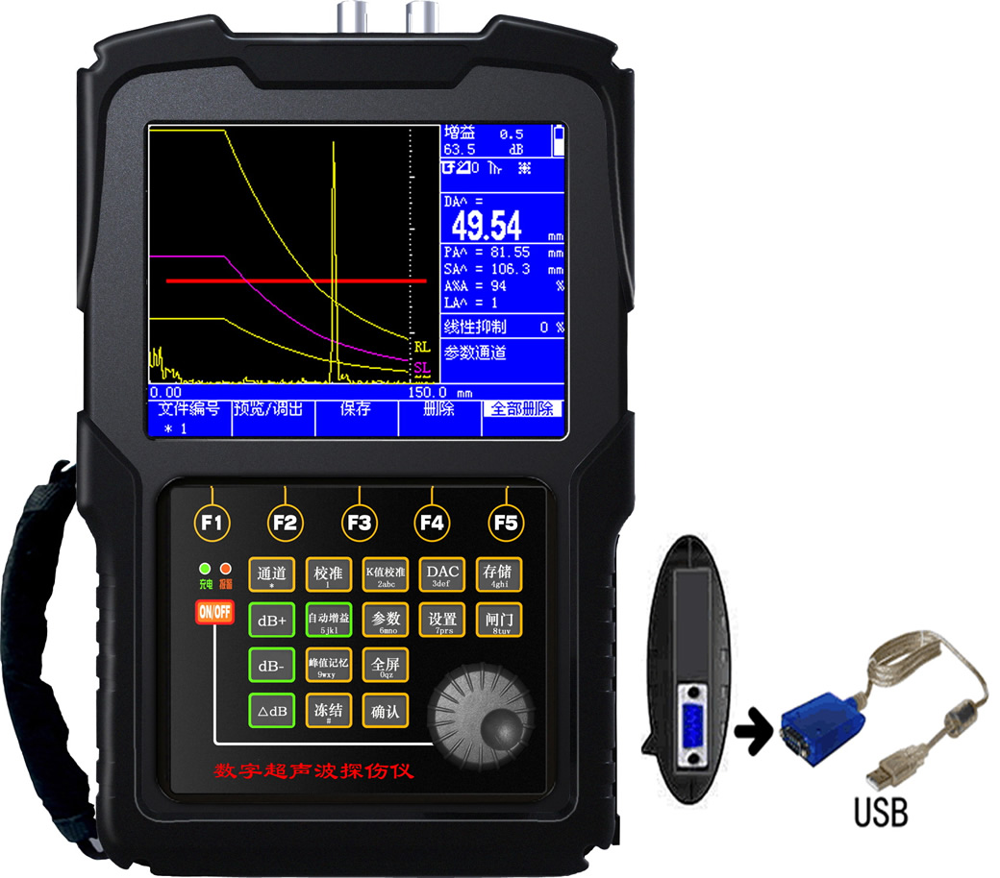 增益 0.5
63.5 dB
DA^ =
49.54 mm
PA^ = 81.55 mm
SA^ = 106.3 mm
A%A = 94 %
LA^ = 1
线性抑制 0 %
参数通道
RL
SL
0.00 150.0 mm
文件编号 预览/调出 保存 删除 全部删除
* 1
F1 F2 F3 F4 F5
充电 报警
通道 校准 K值校准 DAC 存储
* 1 2abc 3def 4ghi
ON/OFF
dB+ 自动增益 参数 设置 闸门
5jkl 6mno 7prs 8tuv
dB- 峰值记忆 全屏
9wxy 0qz
△dB 冻结 确认
#
数字超声波探伤仪
USB